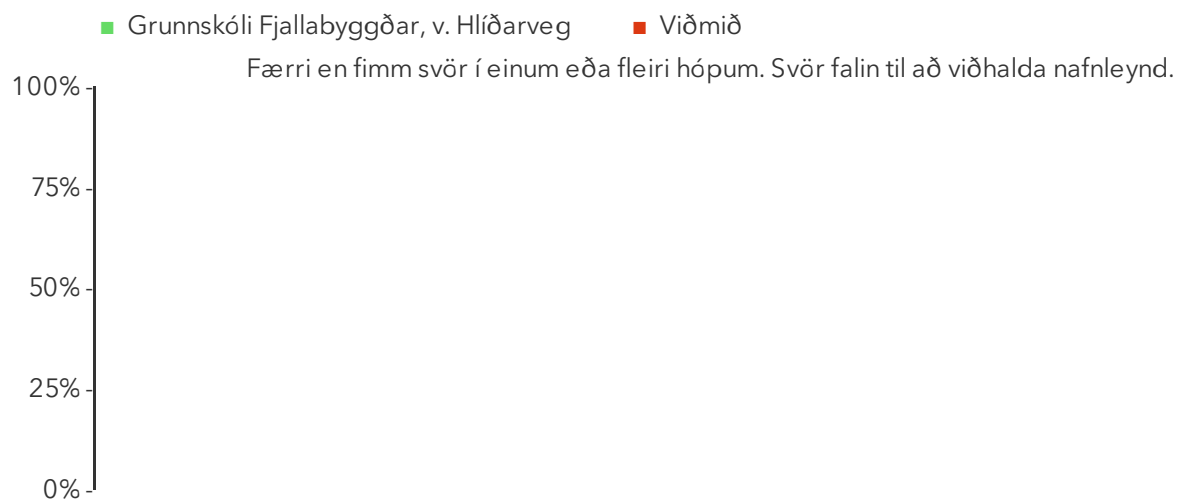 Grunnskóli Fjallabyggðar, v. Hlíðarveg Viðmið
Færri en fimm svör í einum eða fleiri hópum. Svör falin til að viðhalda nafnleynd.
100%
75%
50%
25%
0%